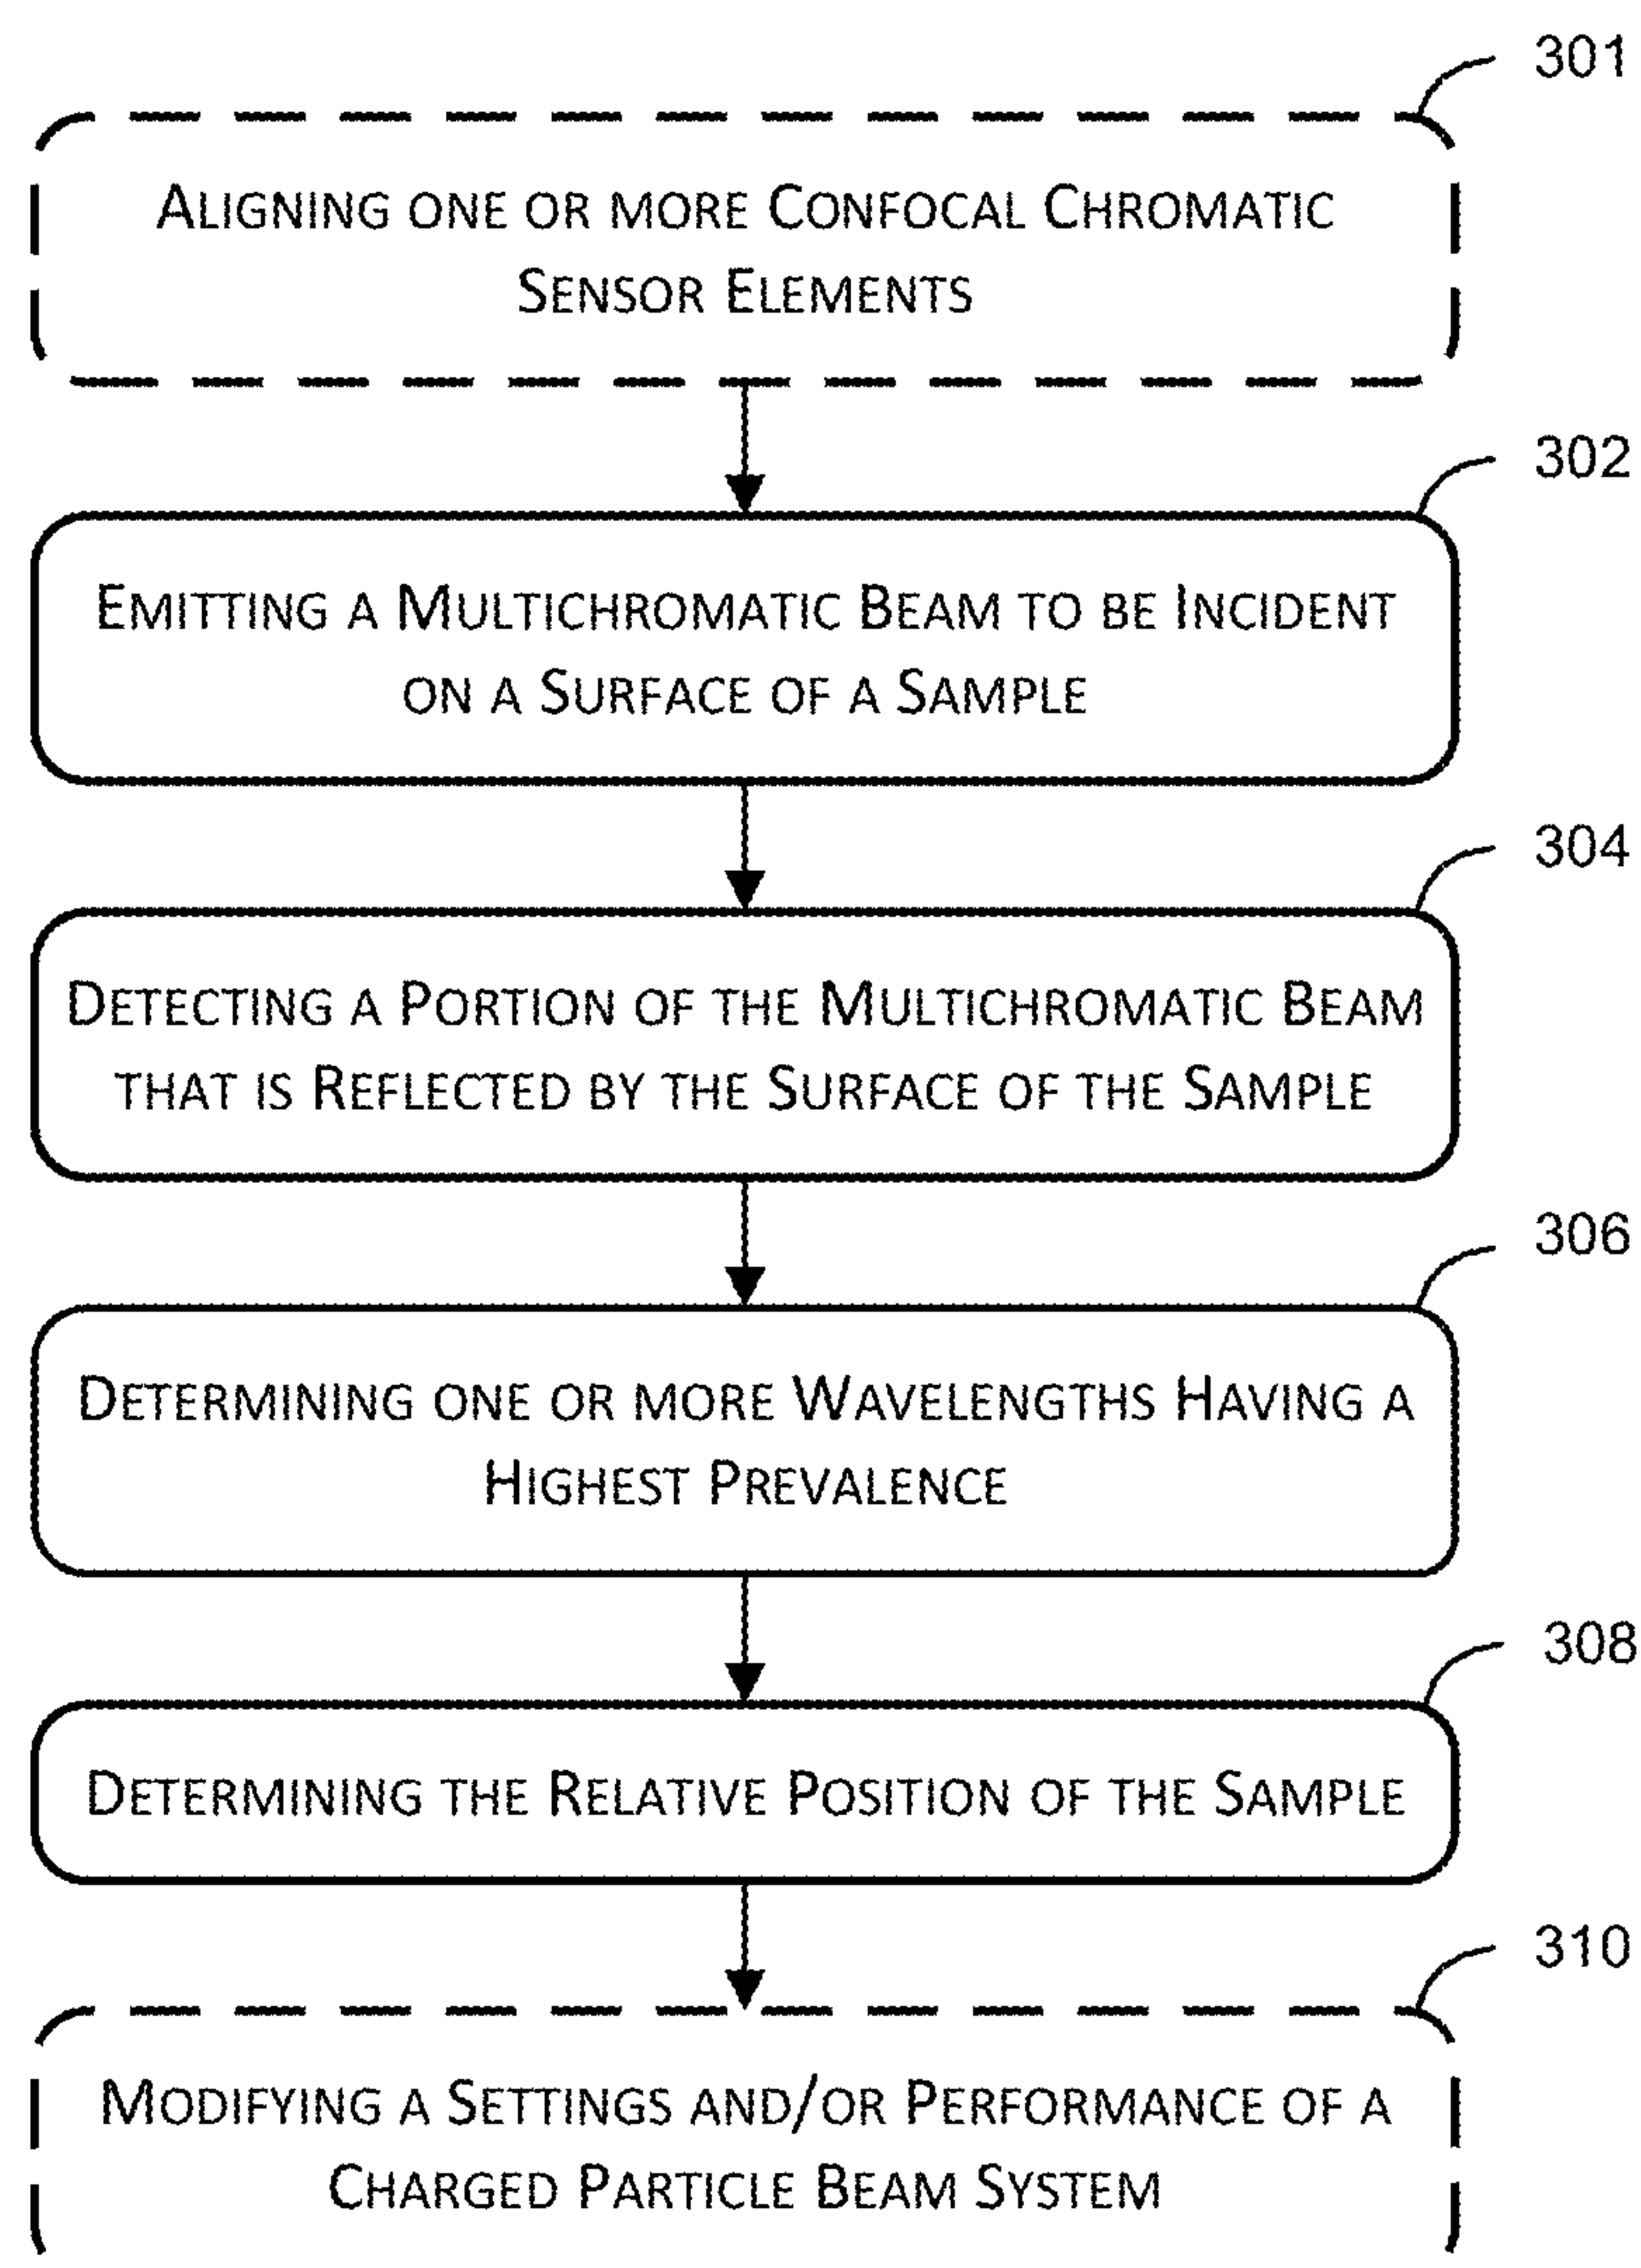 301
Aligning one or more Confocal Chromatic
Sensor Elements
302
Emitting a Multichromatic Beam to be Incident
on a Surface of a Sample
304
Detecting a Portion of the Multichromatic Beam
that is Reflected by the Surface of the Sample
306
Determining one or more Wavelengths Having a
Highest Prevalence
308
Determining the Relative Position of the Sample
310
Modifying a Settings and/or Performance of a
Charged Particle Beam System